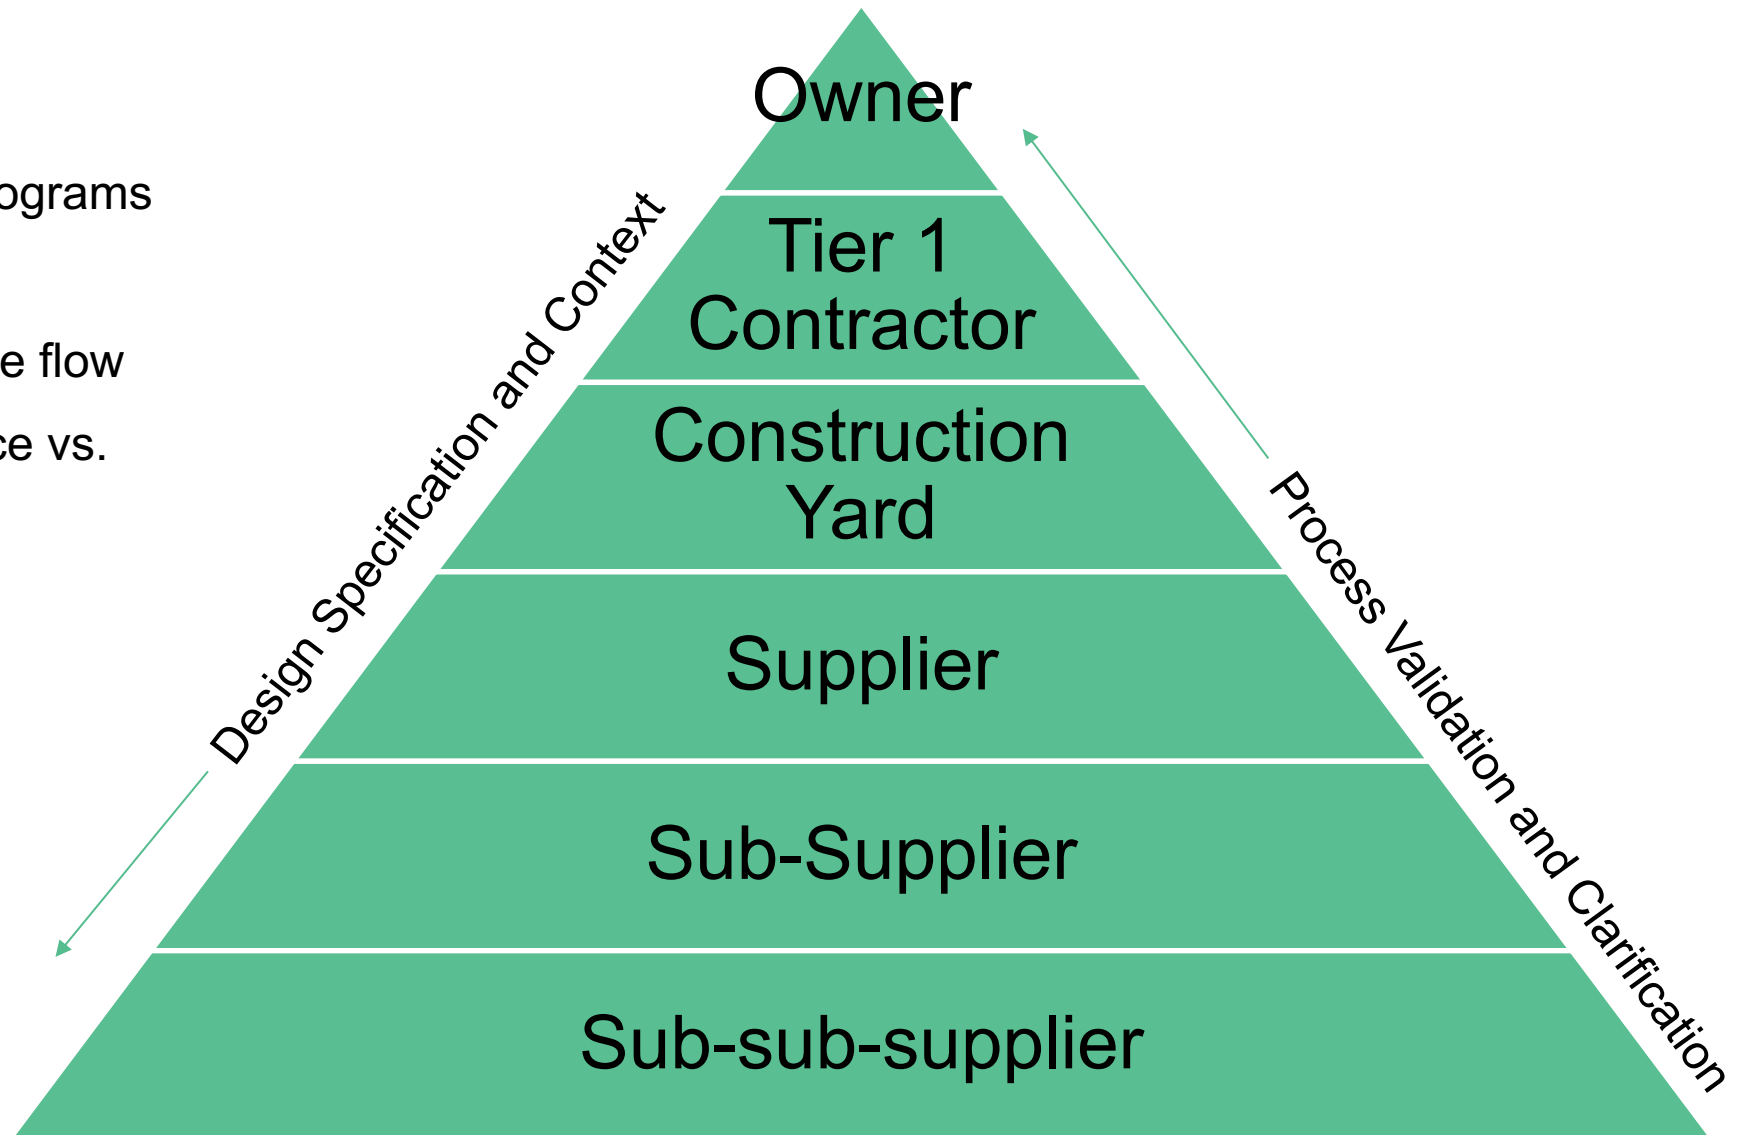 ograms
e flow
ce vs.
Owner
Tier 1
Contractor
Construction
Yard
Supplier
Sub-Supplier
Sub-sub-supplier
Design Specification and Context
Process Validation and Clarification